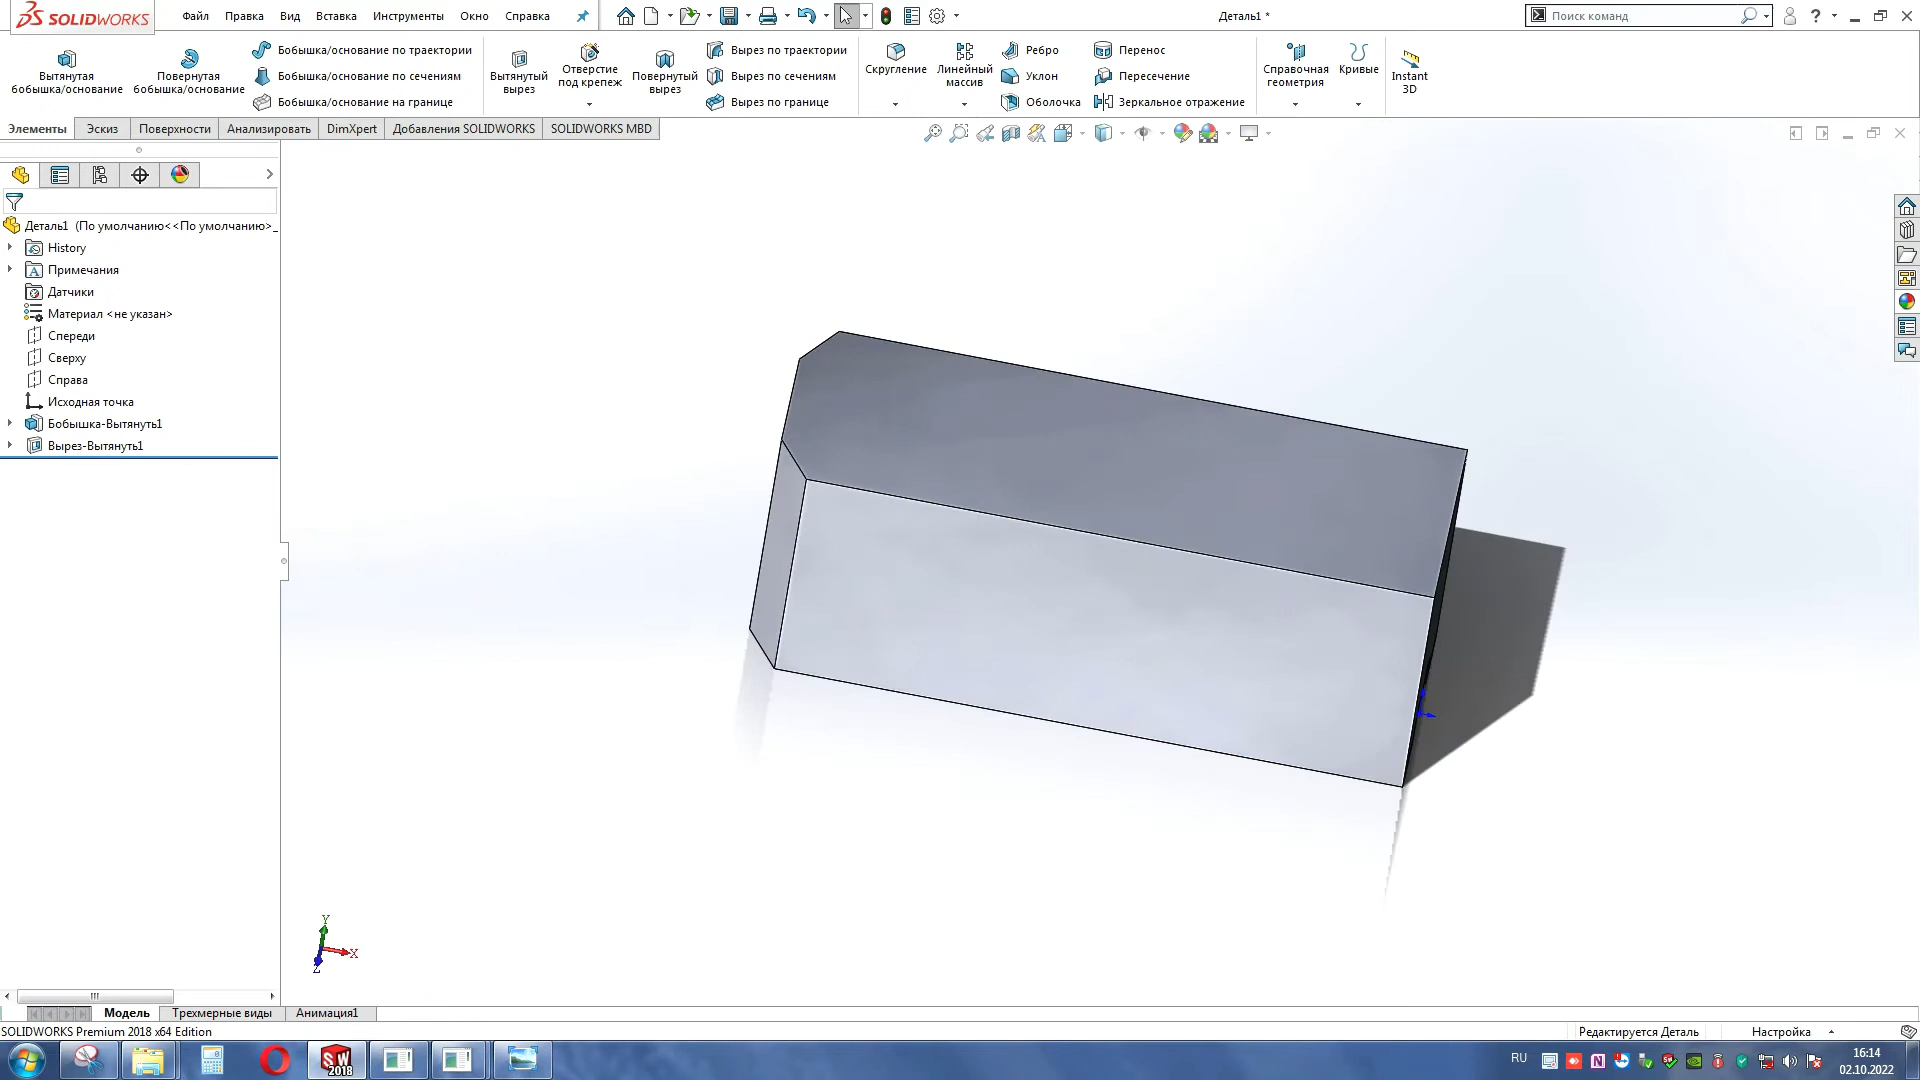 SOLIDWORKS
Файл Правка Вид Вставка Инструменты Окно Справка
Деталь1 *
Поиск команд
Вытянутая бобышка/основание
Повернутая бобышка/основание
Бобышка/основание по траектории
Бобышка/основание по сечениям
Бобышка/основание на границе
Вытянутый вырез
Отверстие под крепеж
Повернутый вырез
Вырез по траектории
Вырез по сечениям
Вырез по границе
Скругление
Линейный массив
Ребро
Уклон
Оболочка
Перенос
Пересечение
Зеркальное отражение
Справочная геометрия
Кривые
Instant 3D
Элементы Эскиз Поверхности Анализировать DimXpert Добавления SOLIDWORKS SOLIDWORKS MBD
Деталь1 (По умолчанию<<По умолчанию>_
History
Примечания
Датчики
Материал <не указан>
Спереди
Сверху
Справа
Исходная точка
Бобышка-Вытянуть1
Вырез-Вытянуть1
Y
X
Z
Модель Трехмерные виды Анимация1
SOLIDWORKS Premium 2018 x64 Edition
Редактируется Деталь
Настройка
SW 2018
RU
16:14
02.10.2022